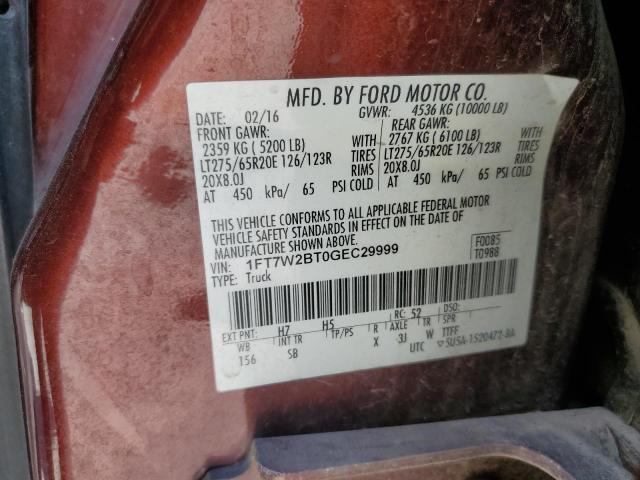 MFD. BY FORD MOTOR CO.
DATE: 02/16 GVWR: 4536 KG (10000 LB)
FRONT GAWR: REAR GAWR:
2359 KG ( 5200 LB) WITH 2767 KG ( 6100 LB) WITH
LT275/65R20E 126/123R TIRES LT275/65R20E 126/123R TIRES
20X8.0J RIMS 20X8.0J RIMS
AT 450 kPa/ 65 PSI COLD AT 450 kPa/ 65 PSI COLD
THIS VEHICLE CONFORMS TO ALL APPLICABLE FEDERAL MOTOR
VEHICLE SAFETY STANDARDS IN EFFECT ON THE DATE OF
MANUFACTURE SHOWN ABOVE.
VIN: 1FT7W2BT0GEC29999 F0085
TYPE: Truck T0988
EXT PNT: H7 H5 RC: 52 DSO:
WB INT TR TP/PS R AXLE TR SPR
156 SB X 3J W TTFF
UTC ▽5U5A-1520472-BA